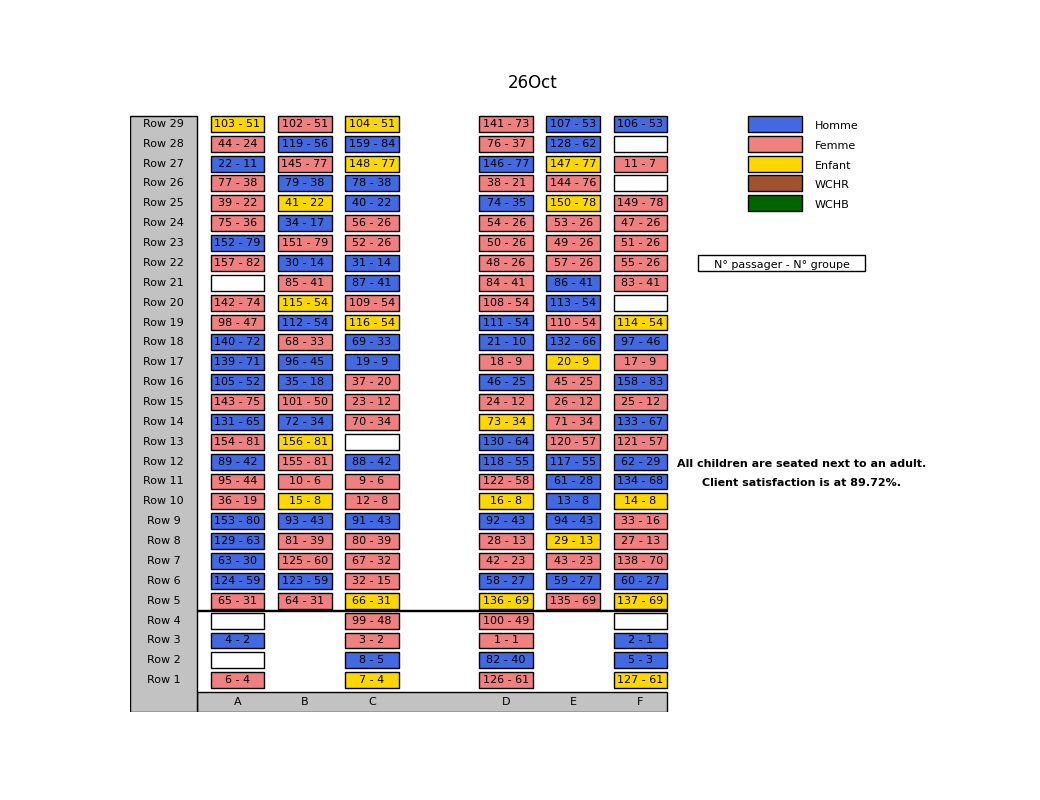 26Oct
Row 29 103 - 51 102 - 51 104 - 51 141 - 73 107 - 53 106 - 53
Row 28 44 - 24 119 - 56 159 - 84 76 - 37 128 - 62
Row 27 22 - 11 145 - 77 148 - 77 146 - 77 147 - 77 11 - 7
Row 26 77 - 38 79 - 38 78 - 38 38 - 21 144 - 76
Row 25 39 - 22 41 - 22 40 - 22 74 - 35 150 - 78 149 - 78
Row 24 75 - 36 34 - 17 56 - 26 54 - 26 53 - 26 47 - 26
Row 23 152 - 79 151 - 79 52 - 26 50 - 26 49 - 26 51 - 26
Row 22 157 - 82 30 - 14 31 - 14 48 - 26 57 - 26 55 - 26
Row 21 85 - 41 87 - 41 84 - 41 86 - 41 83 - 41
Row 20 142 - 74 115 - 54 109 - 54 108 - 54 113 - 54
Row 19 98 - 47 112 - 54 116 - 54 111 - 54 110 - 54 114 - 54
Row 18 140 - 72 68 - 33 69 - 33 21 - 10 132 - 66 97 - 46
Row 17 139 - 71 96 - 45 19 - 9 18 - 9 20 - 9 17 - 9
Row 16 105 - 52 35 - 18 37 - 20 46 - 25 45 - 25 158 - 83
Row 15 143 - 75 101 - 50 23 - 12 24 - 12 26 - 12 25 - 12
Row 14 131 - 65 72 - 34 70 - 34 73 - 34 71 - 34 133 - 67
Row 13 154 - 81 156 - 81 130 - 64 120 - 57 121 - 57
Row 12 89 - 42 155 - 81 88 - 42 118 - 55 117 - 55 62 - 29
Row 11 95 - 44 10 - 6 9 - 6 122 - 58 61 - 28 134 - 68
Row 10 36 - 19 15 - 8 12 - 8 16 - 8 13 - 8 14 - 8
Row 9 153 - 80 93 - 43 91 - 43 92 - 43 94 - 43 33 - 16
Row 8 129 - 63 81 - 39 80 - 39 28 - 13 29 - 13 27 - 13
Row 7 63 - 30 125 - 60 67 - 32 42 - 23 43 - 23 138 - 70
Row 6 124 - 59 123 - 59 32 - 15 58 - 27 59 - 27 60 - 27
Row 5 65 - 31 64 - 31 66 - 31 136 - 69 135 - 69 137 - 69
Row 4 99 - 48 100 - 49
Row 3 4 - 2 3 - 2 1 - 1 2 - 1
Row 2 8 - 5 82 - 40 5 - 3
Row 1 6 - 4 7 - 4 126 - 61 127 - 61
A B C D E F
Homme
Femme
Enfant
WCHR
WCHB
N° passager - N° groupe
All children are seated next to an adult.
Client satisfaction is at 89.72%.